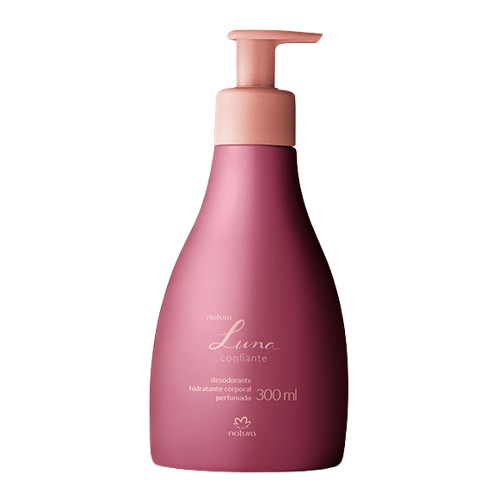 natura
Luna
confiante
desodorante
hidratante corporal
perfumado 300 ml
natura